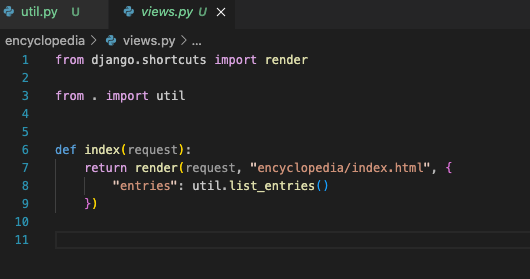 util.py U views.py U ×
encyclopedia > views.py > ...
1 from django.shortcuts import render
2
3 from . import util
4
5
6 def index(request):
7     return render(request, "encyclopedia/index.html", {
8         "entries": util.list_entries()
9     })
10
11